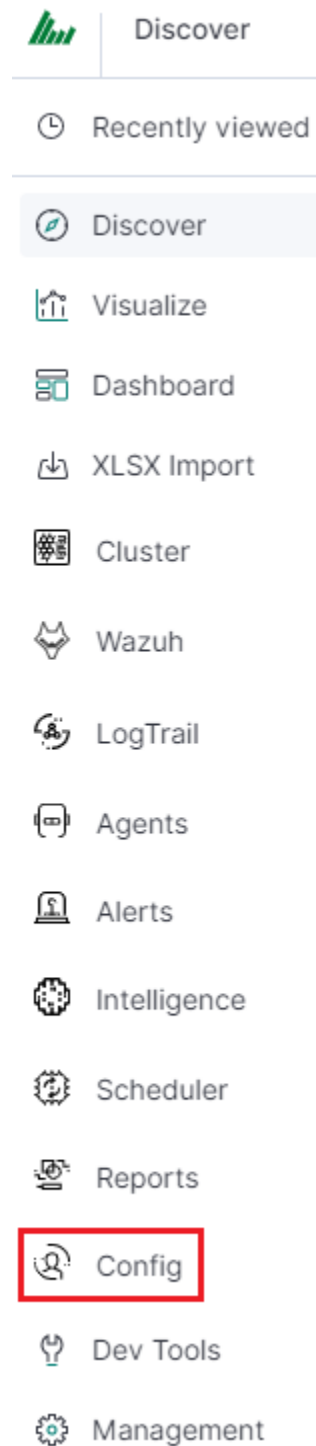 Discover
Recently viewed
Discover
Visualize
Dashboard
XLSX Import
Cluster
Wazuh
LogTrail
Agents
Alerts
Intelligence
Scheduler
Reports
Config
Dev Tools
Management